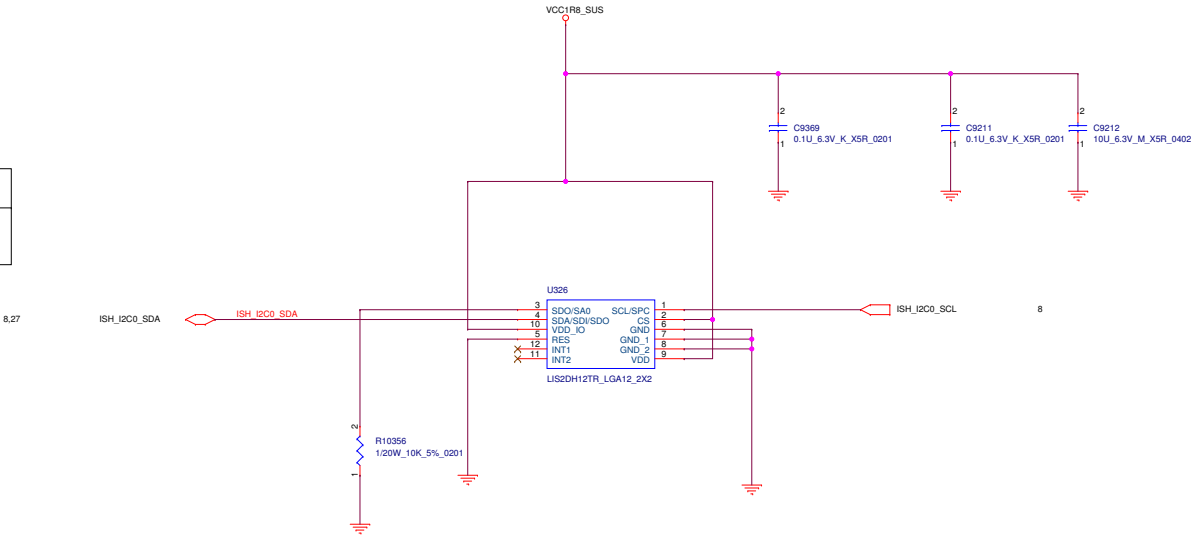 VCC1R8_SUS
2
2
2
C9369
0.1U_6.3V_K_X5R_0201
C9211
0.1U_6.3V_K_X5R_0201
C9212
10U_6.3V_M_X5R_0402
1
1
1
U326
8,27
ISH_I2C0_SDA
ISH_I2C0_SDA
3 SDO/SA0 SCL/SPC 1
4 SDA/SDI/SDO CS 2
10 VDD_IO GND 6
5 RES GND_1 7
12 INT1 GND_2 8
11 INT2 VDD 9
ISH_I2C0_SCL
8
LIS2DH12TR_LGA12_2X2
2
R10356
1/20W_10K_5%_0201
1